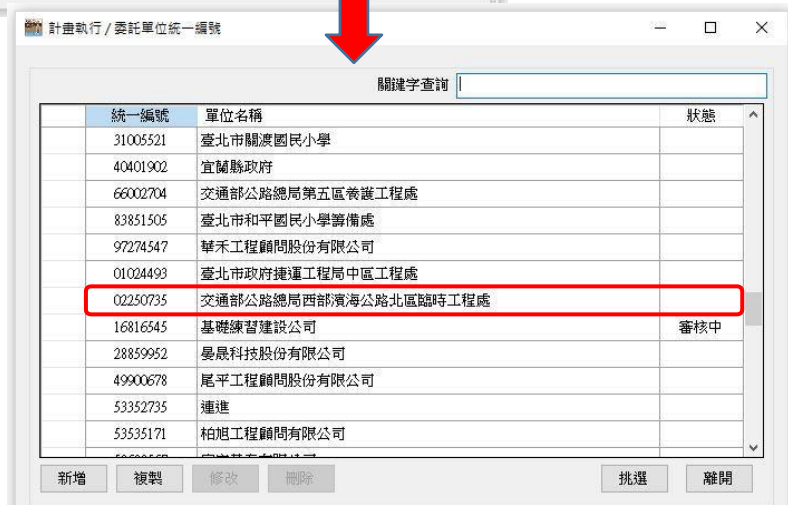 計畫執行 / 委託單位統一編號
關鍵字查詢
統一編號 單位名稱 狀態
31005521 臺北市關渡國民小學
40401902 宜蘭縣政府
66002704 交通部公路總局第五區養護工程處
83851505 臺北市和平國民小學籌備處
97274547 華禾工程顧問股份有限公司
01024493 臺北市政府捷運工程局中區工程處
02250735 交通部公路總局西部濱海公路北區臨時工程處
16816545 基礎練習建設公司 審核中
28859952 晏晟科技股份有限公司
49900678 尾平工程顧問股份有限公司
53352735 連進
53535171 柏旭工程顧問有限公司
新增 複製 修改 刪除 挑選 離開